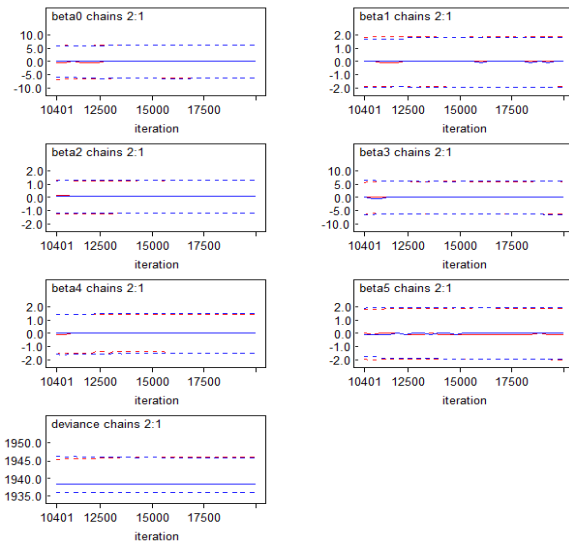 beta0 chains 2:1
10.0
5.0
0.0
-5.0
-10.0
10401 12500 15000 17500
iteration
beta1 chains 2:1
2.0
1.0
0.0
-1.0
-2.0
10401 12500 15000 17500
iteration
beta2 chains 2:1
2.0
1.0
0.0
-1.0
-2.0
10401 12500 15000 17500
iteration
beta3 chains 2:1
10.0
5.0
0.0
-5.0
-10.0
10401 12500 15000 17500
iteration
beta4 chains 2:1
2.0
1.0
0.0
-1.0
-2.0
10401 12500 15000 17500
iteration
beta5 chains 2:1
2.0
1.0
0.0
-1.0
-2.0
10401 12500 15000 17500
iteration
deviance chains 2:1
1950.0
1945.0
1940.0
1935.0
10401 12500 15000 17500
iteration